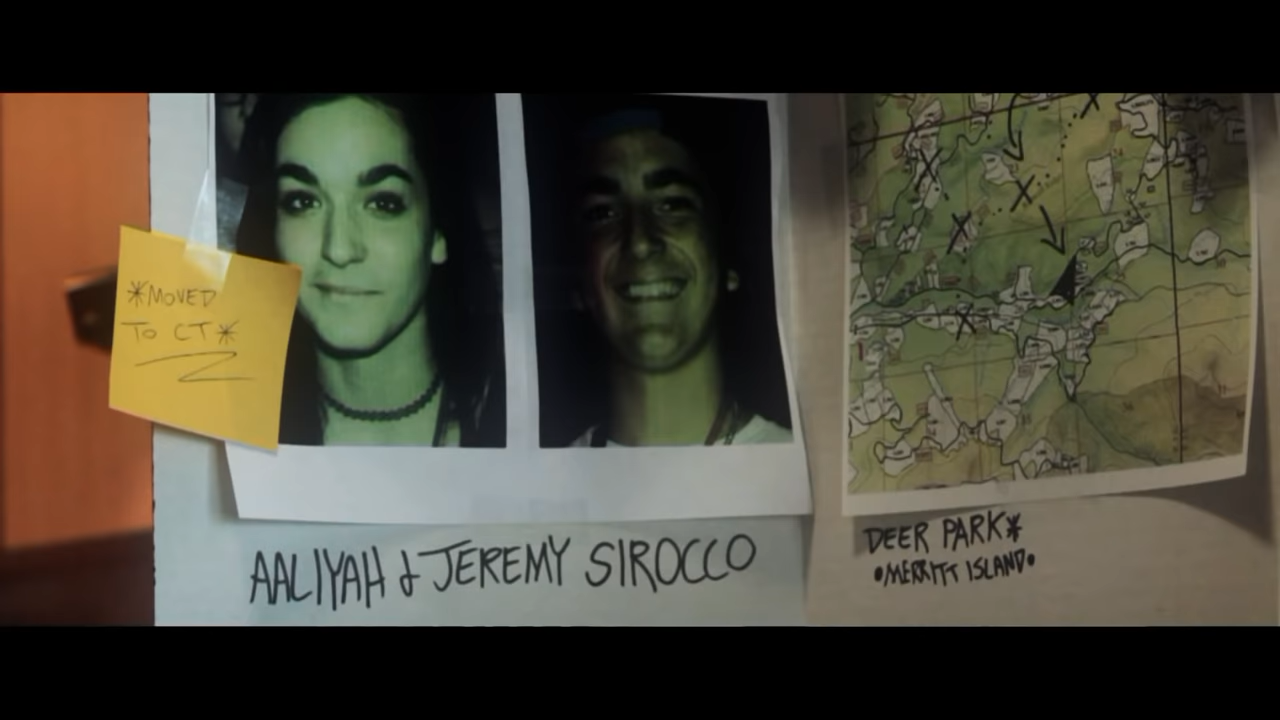 *MOVED
TO CT*
AALIYAH & JEREMY SIROCCO
DEER PARK*
•MERRITT ISLAND•